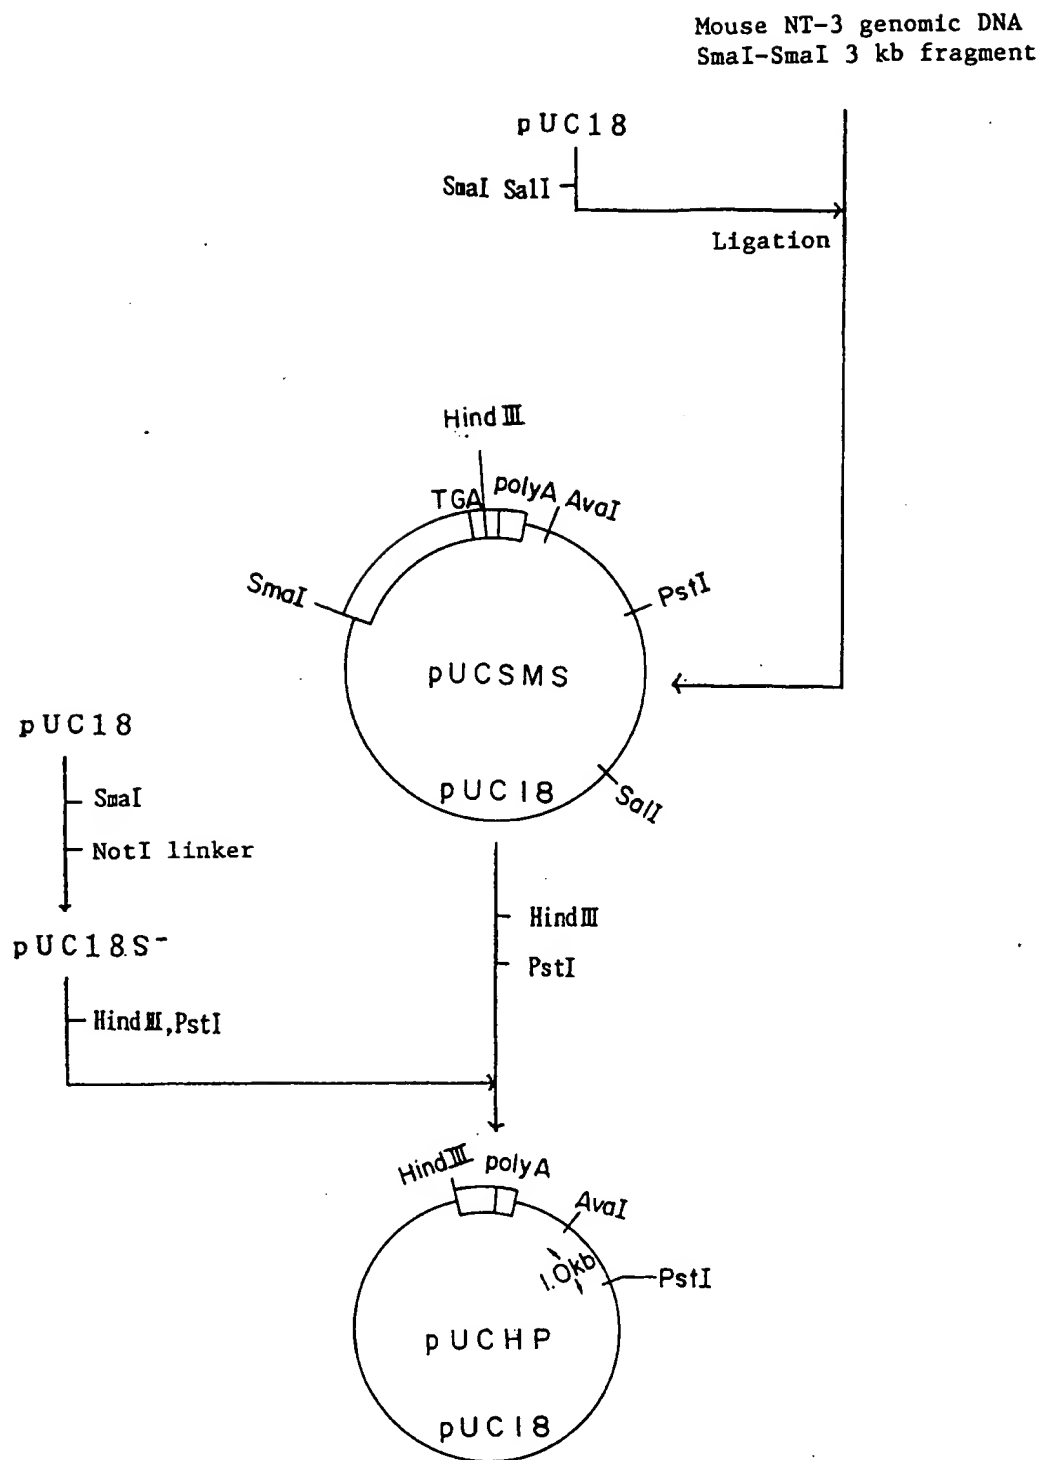 Mouse NT-3 genomic DNA
SmaI-SmaI 3 kb fragment
pUC18
SmaI SalI
Ligation
HindⅢ
TGA
polyA
AvaI
SmaI
PstI
pUCSMS
pUC18
SalI
pUC18
SmaI
NotI linker
pUC18.S-
HindⅢ,PstI
HindⅢ
PstI
HindⅢ
polyA
AvaI
1.0kb
PstI
pUCHP
pUC18